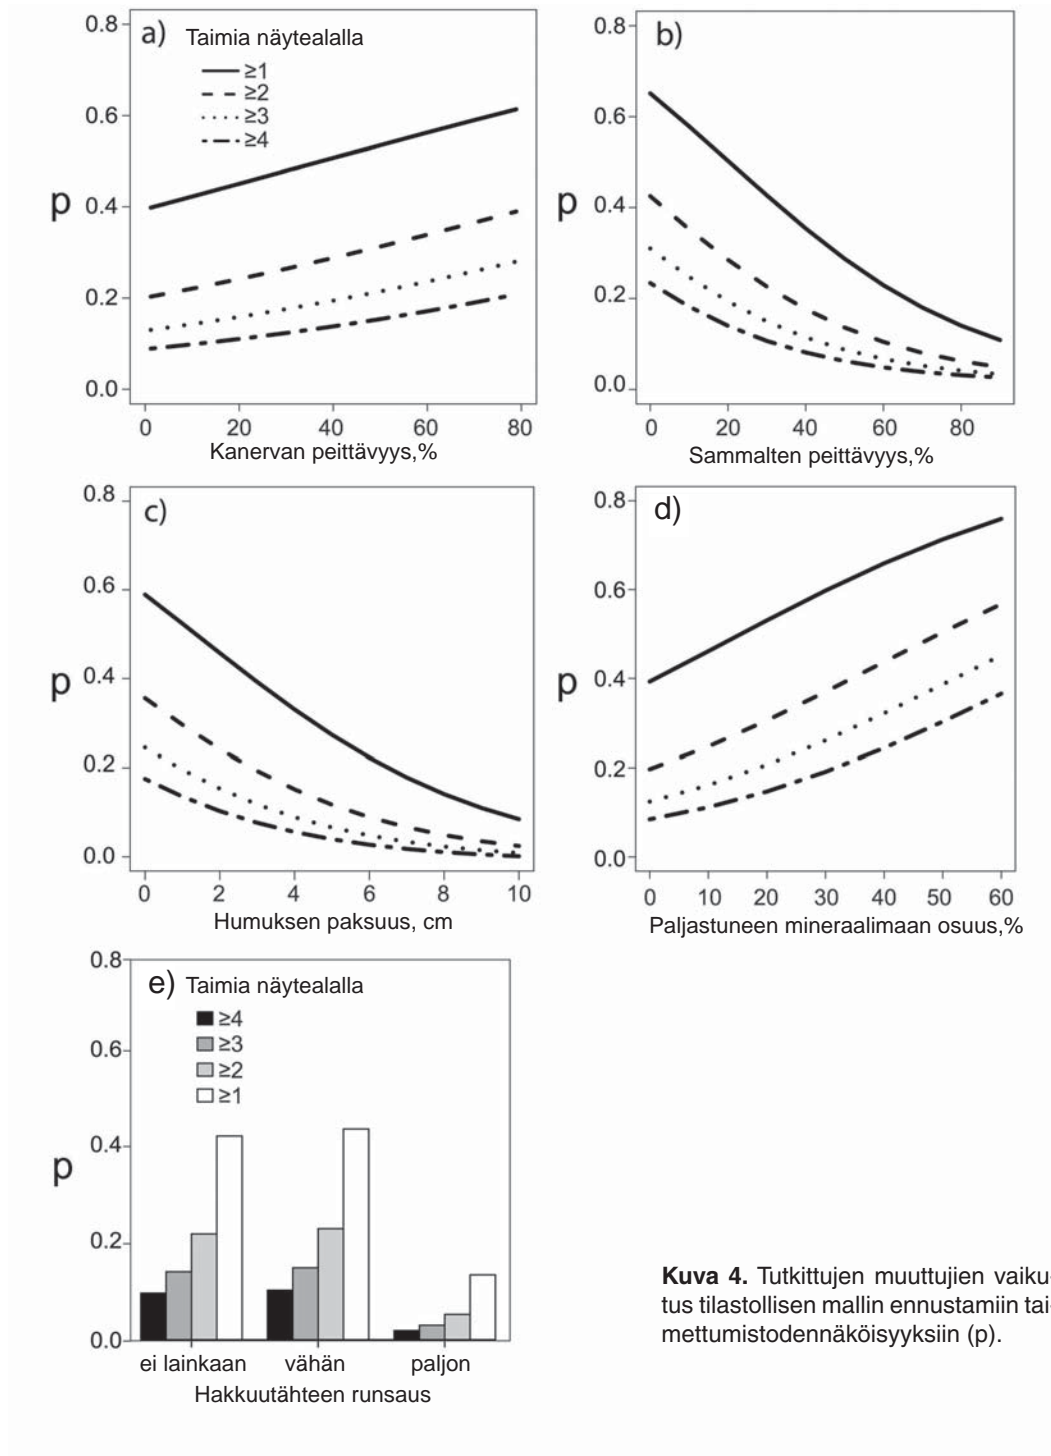 a) Taimia näytealalla
≥1
≥2
≥3
≥4
0.8
0.6
0.4
0.2
0.0
p
0 20 40 60 80
Kanervan peittävyys,%
b)
0.8
0.6
0.4
0.2
0.0
p
0 20 40 60 80
Sammalten peittävyys,%
c)
0.8
0.6
0.4
0.2
0.0
p
0 2 4 6 8 10
Humuksen paksuus, cm
d)
0.8
0.6
0.4
0.2
0.0
p
0 10 20 30 40 50 60
Paljastuneen mineraalimaan osuus,%
e) Taimia näytealalla
≥4
≥3
≥2
≥1
0.8
0.6
0.4
0.2
0.0
p
ei lainkaan vähän paljon
Hakkuutähteen runsaus
Kuva 4. Tutkittujen muuttujien vaiku-
tus tilastollisen mallin ennustamiin tai-
mettumistodennäköisyyksiin (p).